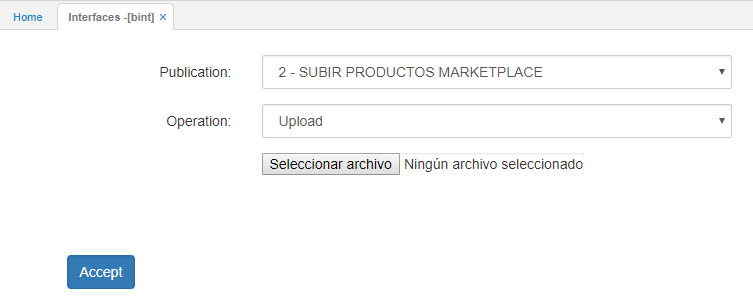 Home Interfaces -[bint] ×
Publication: 2 - SUBIR PRODUCTOS MARKETPLACE
Operation: Upload
Seleccionar archivo Ningún archivo seleccionado
Accept